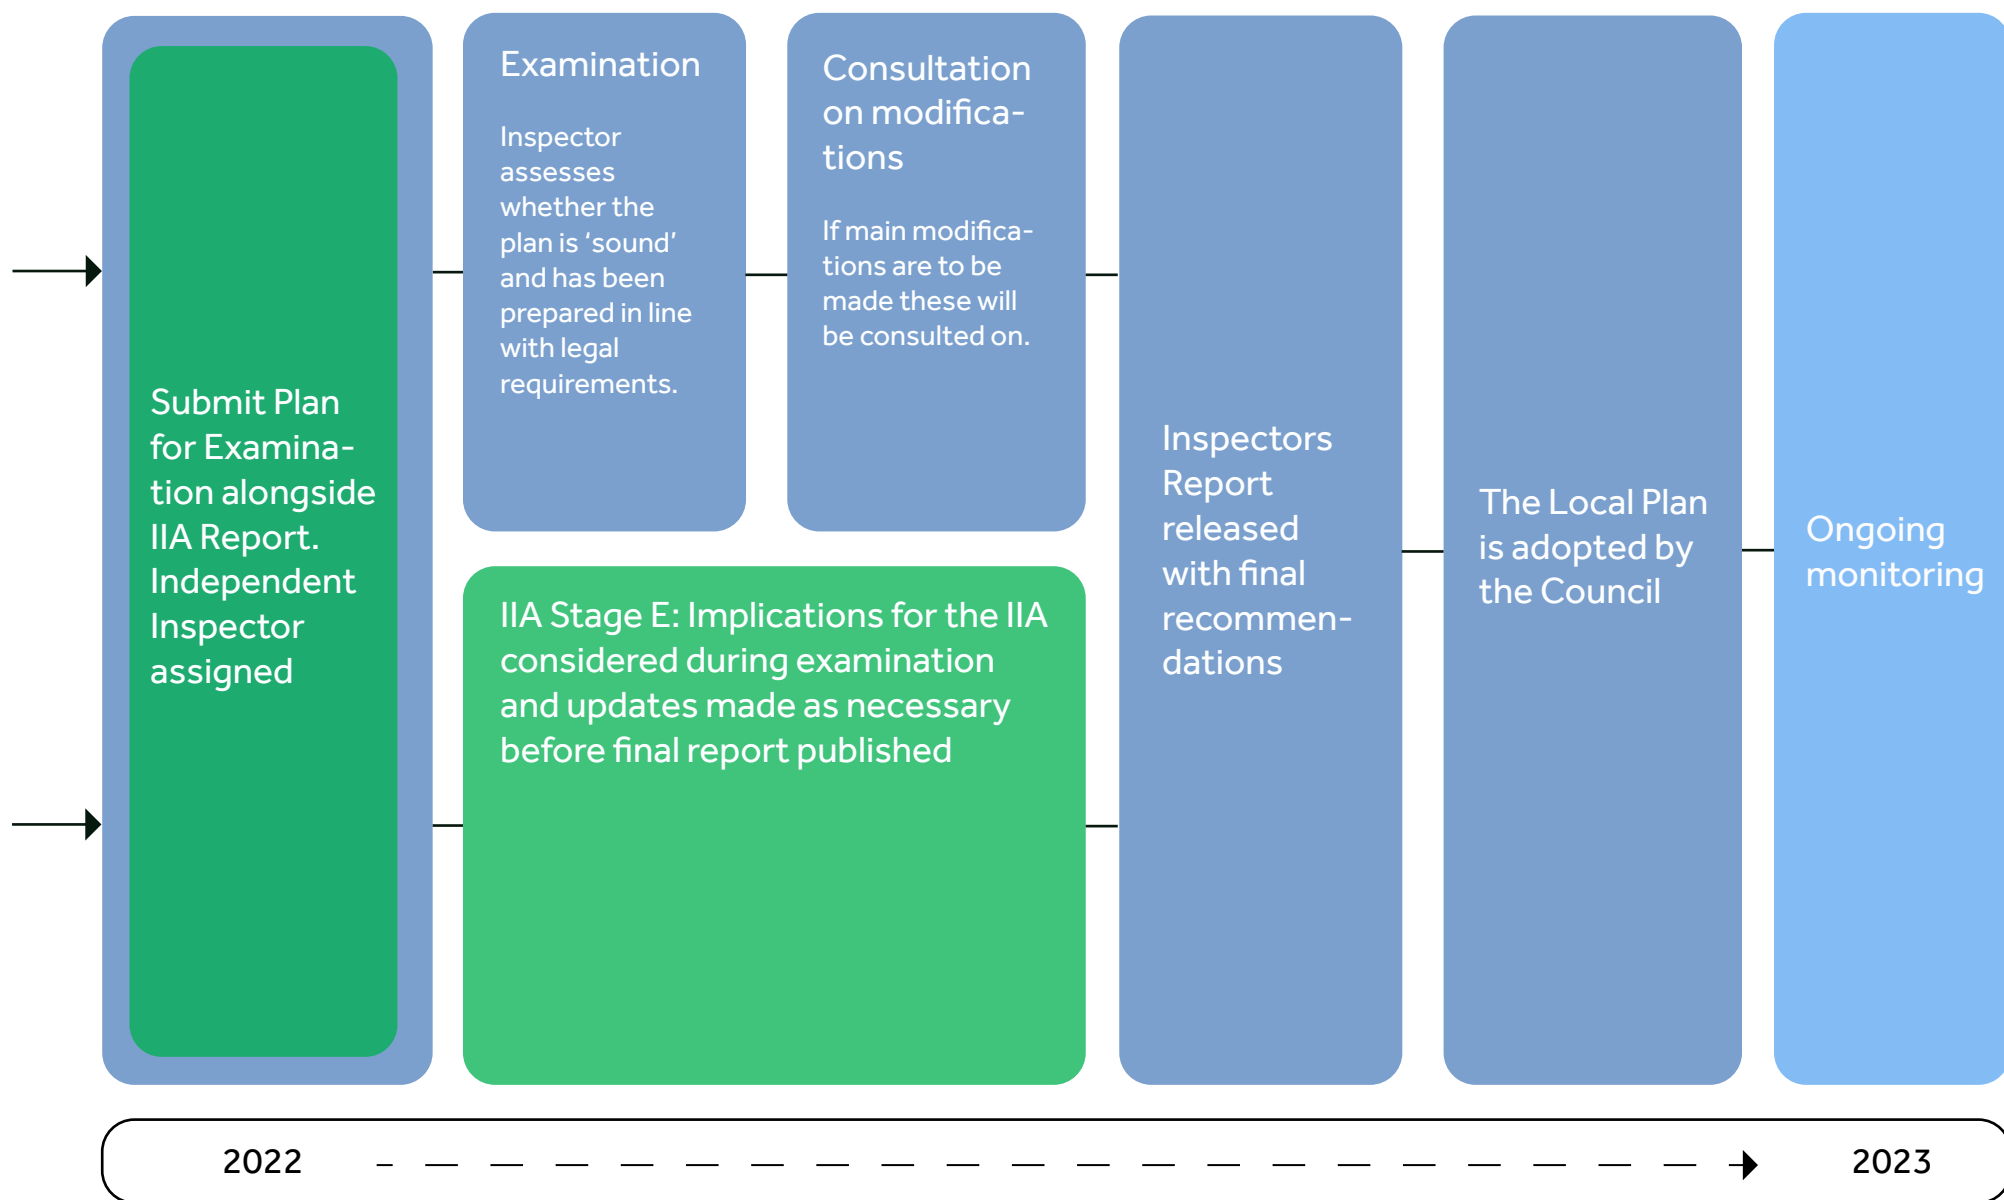 Submit Plan
for Examina-
tion alongside
IIA Report.
Independent
Inspector
assigned
Examination
Inspector
assesses
whether the
plan is ‘sound’
and has been
prepared in line
with legal
requirements.
Consultation
on modifica-
tions
If main modifica-
tions are to be
made these will
be consulted on.
IIA Stage E: Implications for the IIA
considered during examination
and updates made as necessary
before final report published
Inspectors
Report
released
with final
recommen-
dations
The Local Plan
is adopted by
the Council
Ongoing
monitoring
2022
2023